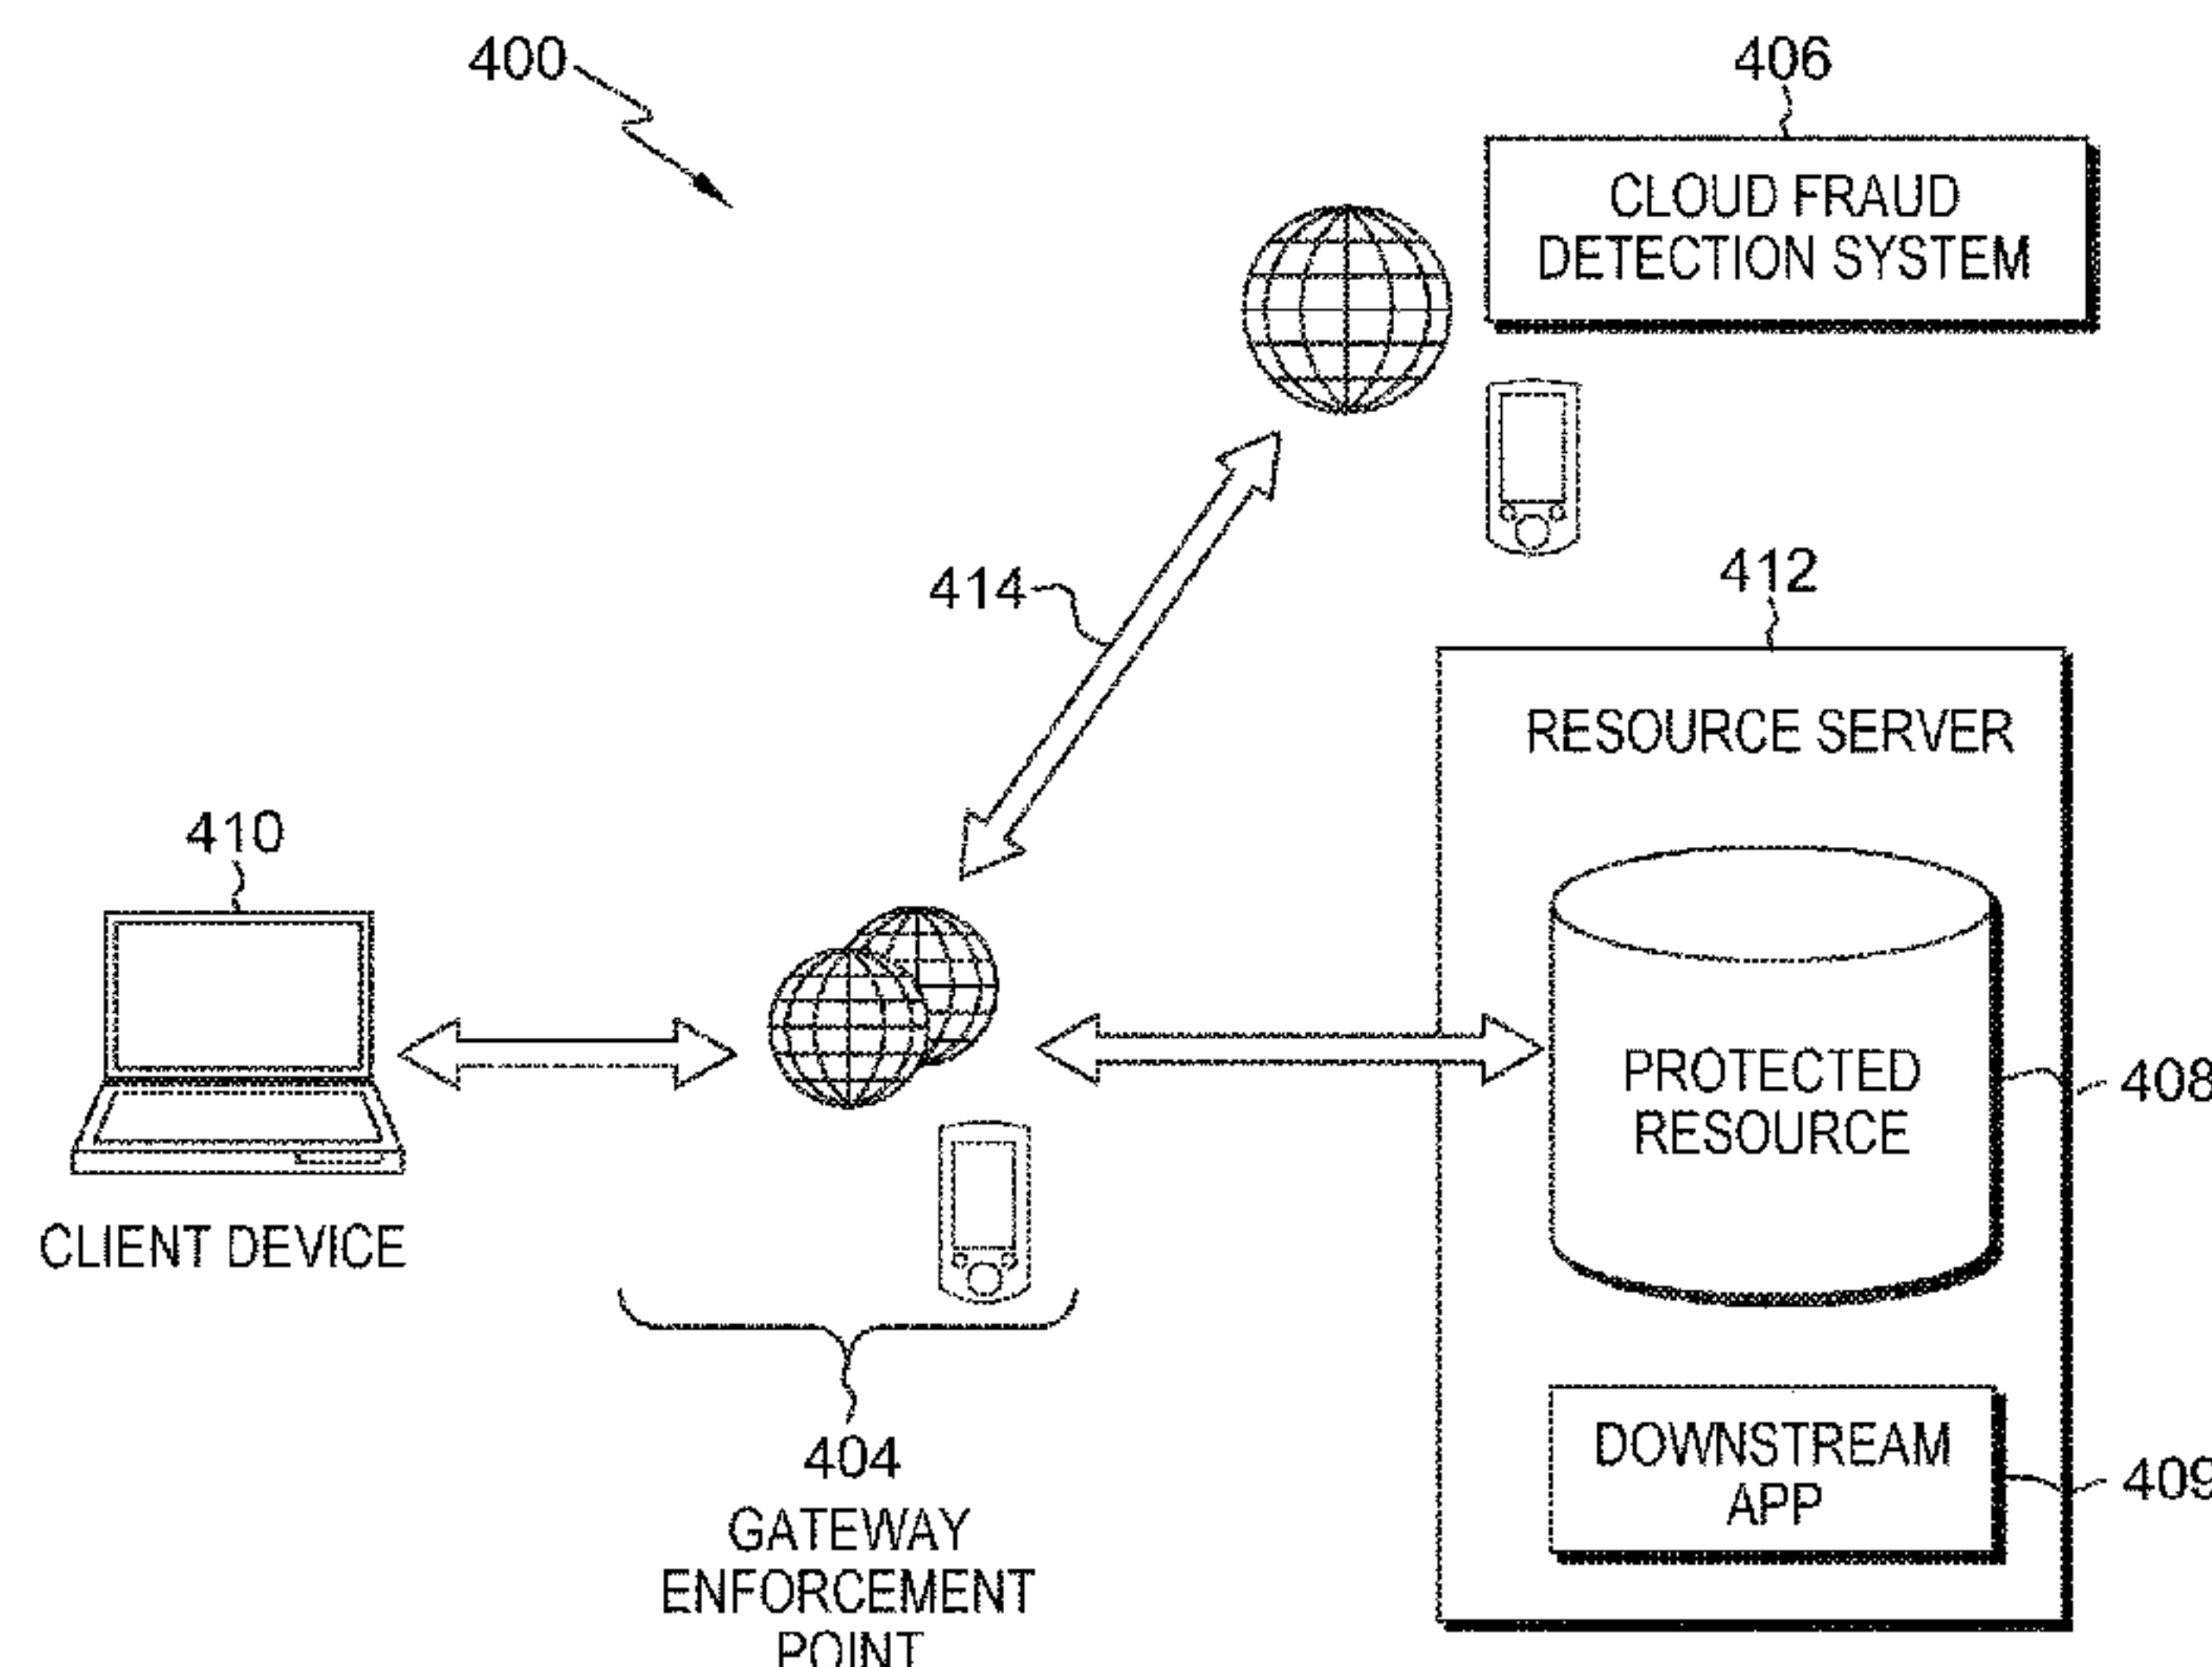 400
406
CLOUD FRAUD
DETECTION SYSTEM
414
412
RESOURCE SERVER
410
PROTECTED
RESOURCE
408
CLIENT DEVICE
DOWNSTREAM
APP
409
404
GATEWAY
ENFORCEMENT
POINT